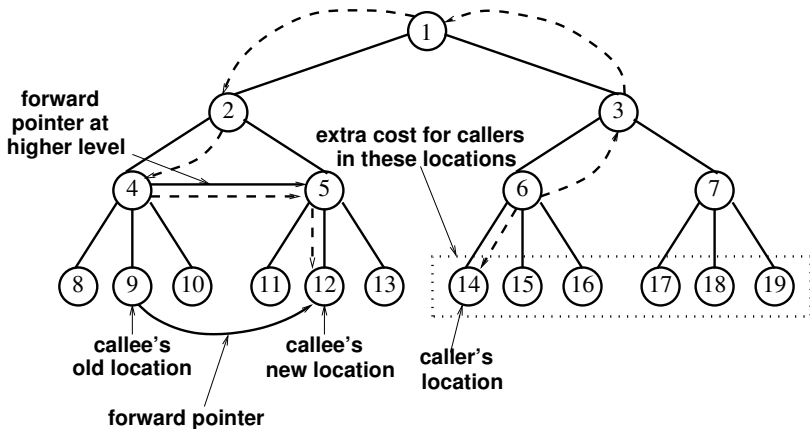 1
forward
pointer at
higher level
2
3
extra cost for callers
in these locations
4
5
6
7
8
9
10
11
12
13
14
15
16
17
18
19
callee's
old location
callee's
new location
caller's
location
forward pointer